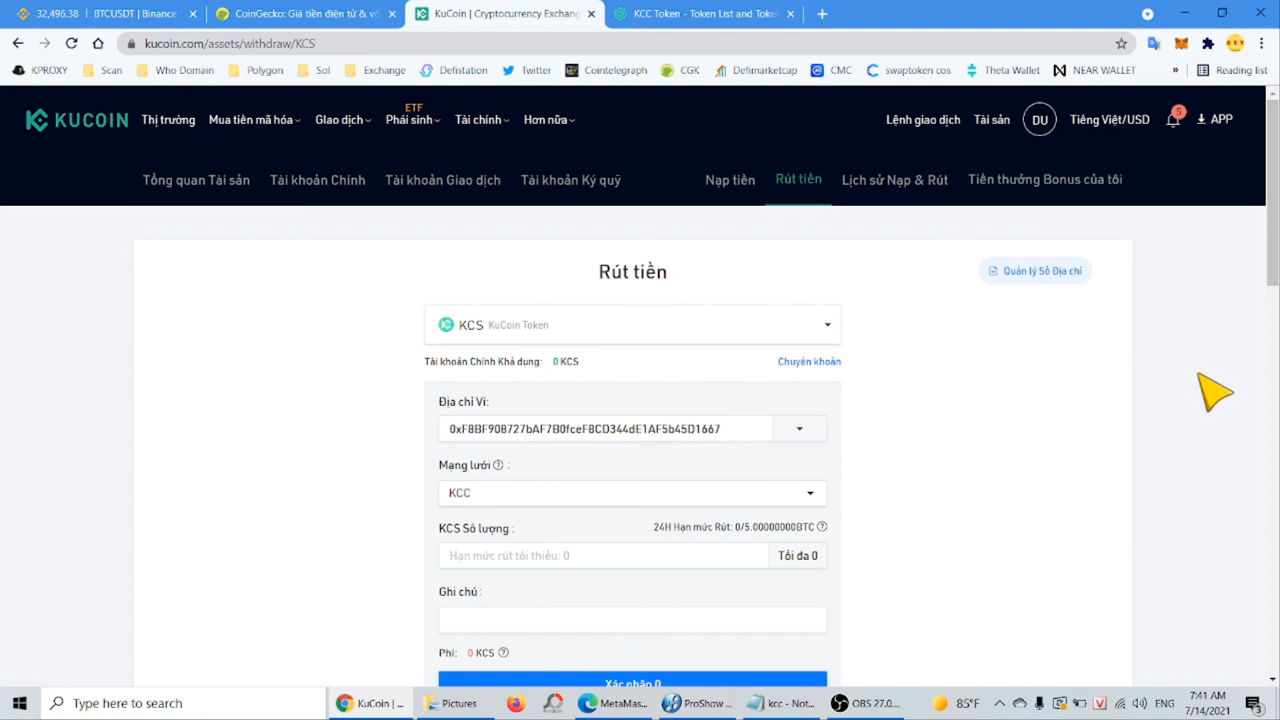 32,496.38 | BTCUSDT | Binance
CoinGecko: Giá tiền điện tử & vố
KuCoin | Cryptocurrency Exchang
KCC Token - Token List and Toke
kucoin.com/assets/withdraw/KCS
KPROXY
Scan
Who Domain
Polygon
Sol
Exchange
Defistation
Twitter
Cointelegraph
CGK
Defimarketcap
CMC
swaptoken cos
Theta Wallet
NEAR WALLET
»
Reading list
KUCOIN
Thị trường
Mua tiền mã hóa
Giao dịch
ETF
Phái sinh
Tài chính
Hơn nữa
Lệnh giao dịch
Tài sản
DU
Tiếng Việt/USD
5
APP
Tổng quan Tài sản
Tài khoản Chính
Tài khoản Giao dịch
Tài khoản Ký quỹ
Nạp tiền
Rút tiền
Lịch sử Nạp & Rút
Tiền thưởng Bonus của tôi
Rút tiền
Quản lý Sổ Địa chỉ
KCS KuCoin Token
Tài khoản Chính Khả dụng: 0 KCS
Chuyển khoản
Địa chỉ Ví:
0xF8BF908727bAF7B0fceF8CD344dE1AF5b45D1667
Mạng lưới ? :
KCC
KCS Số lượng :
24H Hạn mức Rút: 0/5.00000000BTC ?
Hạn mức rút tối thiểu: 0
Tối đa 0
Ghi chú :
Phí: 0 KCS ?
Xác nhận 0
Type here to search
KuCoin | ...
Pictures
MetaMas...
ProShow ...
kcc - Not...
OBS 27.0...
85°F
ENG
7:41 AM
7/14/2021
3